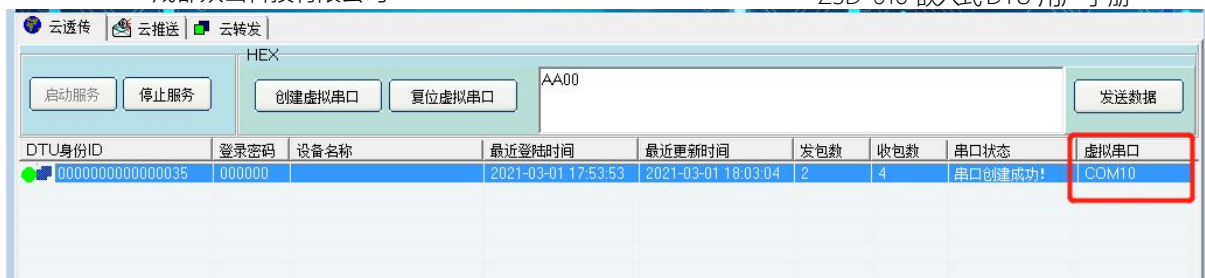 云透传 云推送 云转发
HEX
启动服务 停止服务 创建虚拟串口 复位虚拟串口 AA00 发送数据
DTU身份ID 登录密码 设备名称 最近登陆时间 最近更新时间 发包数 收包数 串口状态 虚拟串口
0000000000000035 000000 2021-03-01 17:53:53 2021-03-01 18:03:04 2 4 串口创建成功! COM10